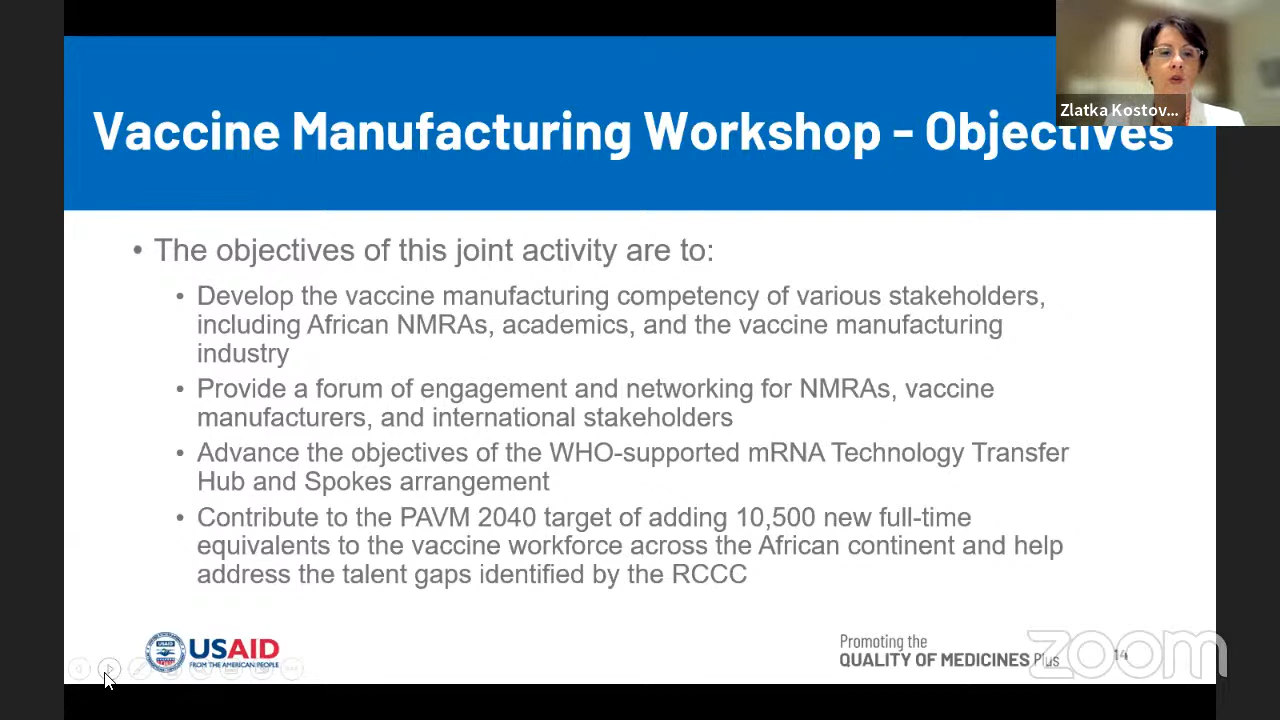 Vaccine Manufacturing Workshop - Objectives
Zlatka Kostov...
• The objectives of this joint activity are to:
• Develop the vaccine manufacturing competency of various stakeholders,
including African NMRAs, academics, and the vaccine manufacturing
industry
• Provide a forum of engagement and networking for NMRAs, vaccine
manufacturers, and international stakeholders
• Advance the objectives of the WHO-supported mRNA Technology Transfer
Hub and Spokes arrangement
• Contribute to the PAVM 2040 target of adding 10,500 new full-time
equivalents to the vaccine workforce across the African continent and help
address the talent gaps identified by the RCCC
USAID
FROM THE AMERICAN PEOPLE
Promoting the
QUALITY OF MEDICINES Plus
14
zoom